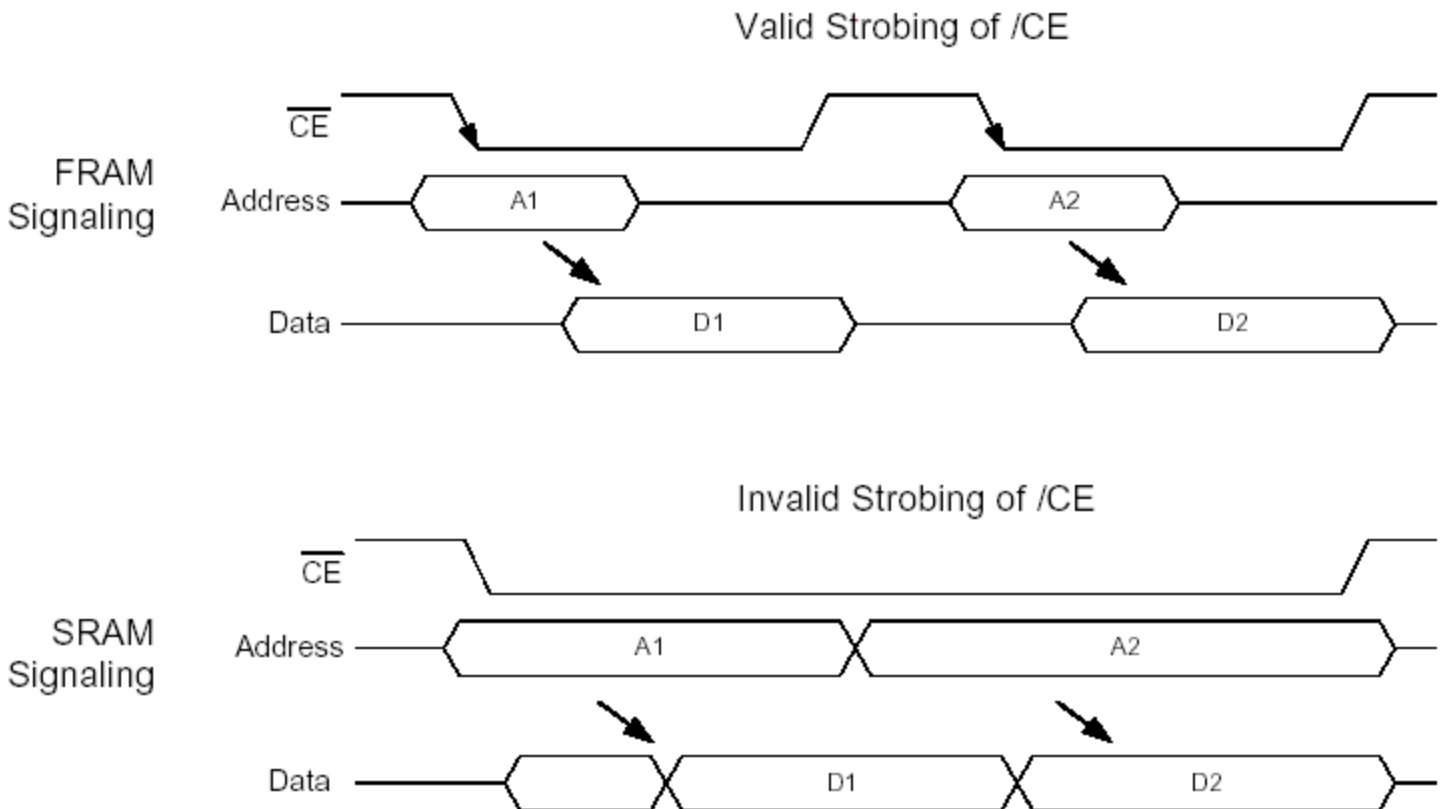 Valid Strobing of /CE
CE
FRAM
Signaling
Address
A1
A2
Data
D1
D2
Invalid Strobing of /CE
CE
SRAM
Signaling
Address
A1
A2
Data
D1
D2